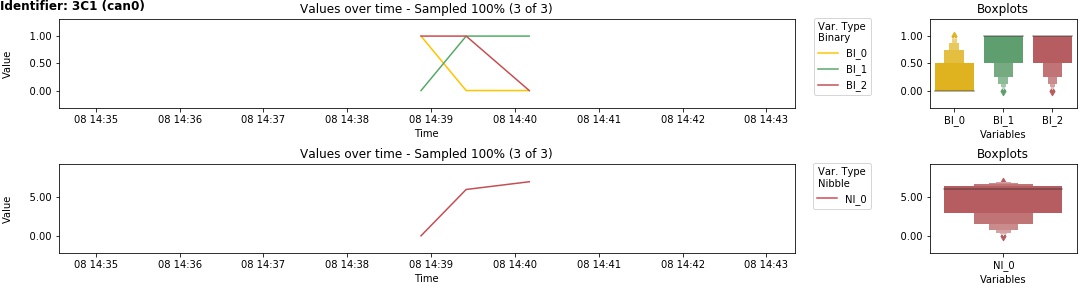 Identifier: 3C1 (can0)
Values over time - Sampled 100% (3 of 3)
Value
1.00
0.50
0.00
08 14:35 08 14:36 08 14:37 08 14:38 08 14:39 08 14:40 08 14:41 08 14:42 08 14:43
Time
Var. Type
Binary
BI_0
BI_1
BI_2
Boxplots
1.00
0.50
0.00
BI_0 BI_1 BI_2
Variables
Values over time - Sampled 100% (3 of 3)
Value
5.00
0.00
08 14:35 08 14:36 08 14:37 08 14:38 08 14:39 08 14:40 08 14:41 08 14:42 08 14:43
Time
Var. Type
Nibble
NI_0
Boxplots
5.00
0.00
NI_0
Variables